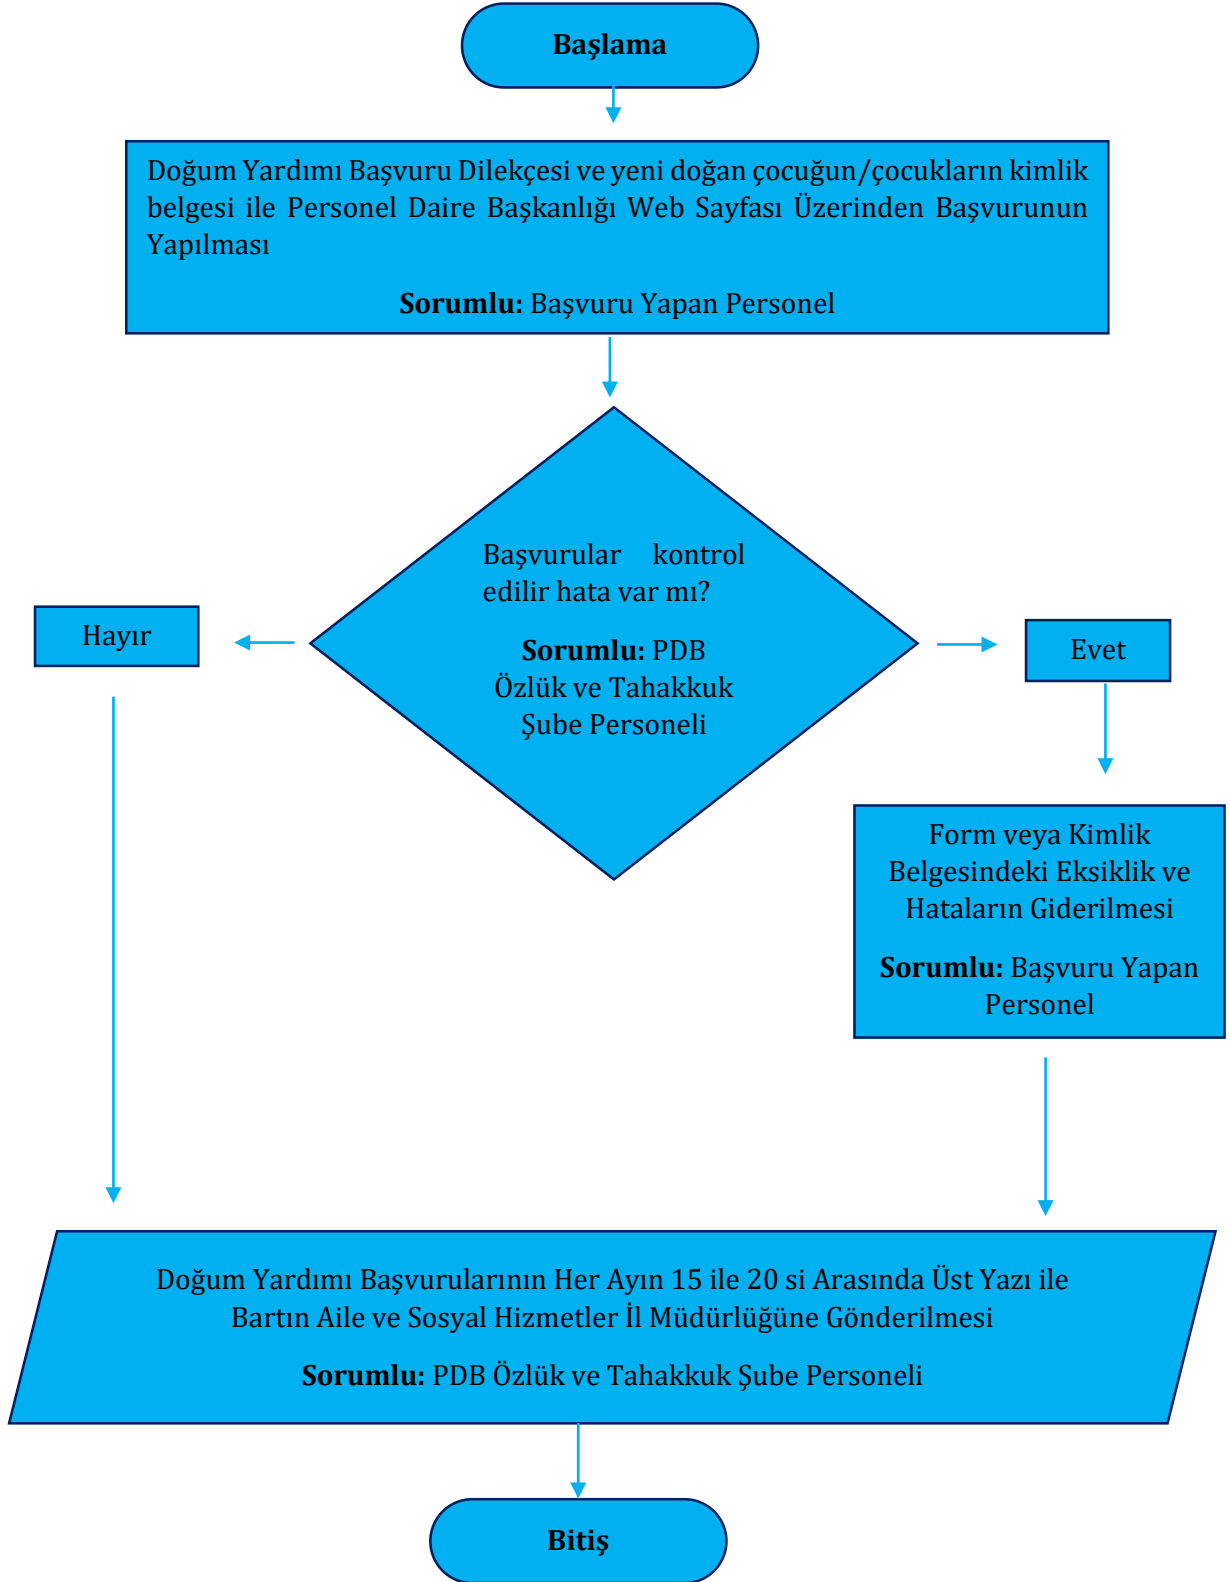 Başlama
Doğum Yardımı Başvuru Dilekçesi ve yeni doğan çocuğun/çocukların kimlik
belgesi ile Personel Daire Başkanlığı Web Sayfası Üzerinden Başvurunun
Yapılması
Sorumlu: Başvuru Yapan Personel
Başvurular kontrol
edilir hata var mı?
Sorumlu: PDB
Özlük ve Tahakkuk
Şube Personeli
Hayır
Evet
Form veya Kimlik
Belgesindeki Eksiklik ve
Hataların Giderilmesi
Sorumlu: Başvuru Yapan
Personel
Doğum Yardımı Başvurularının Her Ayın 15 ile 20 si Arasında Üst Yazı ile
Bartın Aile ve Sosyal Hizmetler İl Müdürlüğüne Gönderilmesi
Sorumlu: PDB Özlük ve Tahakkuk Şube Personeli
Bitiş